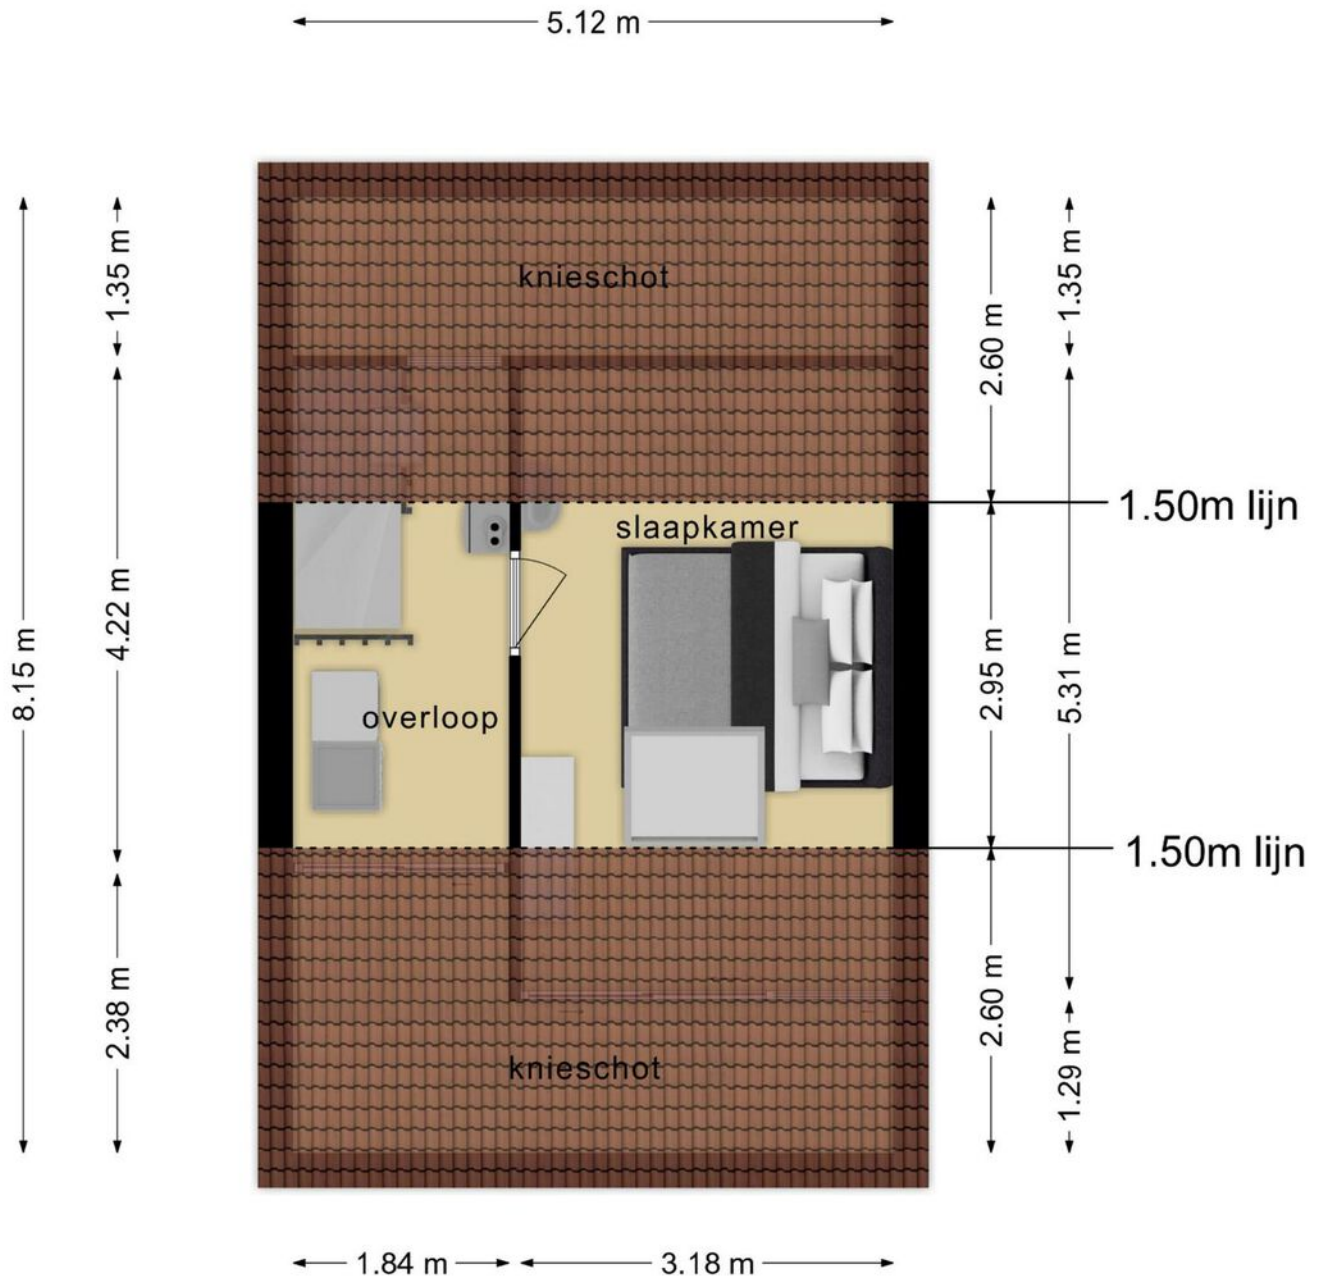 5.12 m
knieschot
1.35 m
1.35 m
2.60 m
1.50m lijn
slaapkamer
4.22 m
8.15 m
2.95 m
5.31 m
overloop
1.50m lijn
2.38 m
2.60 m
knieschot
1.29 m
1.84 m
3.18 m